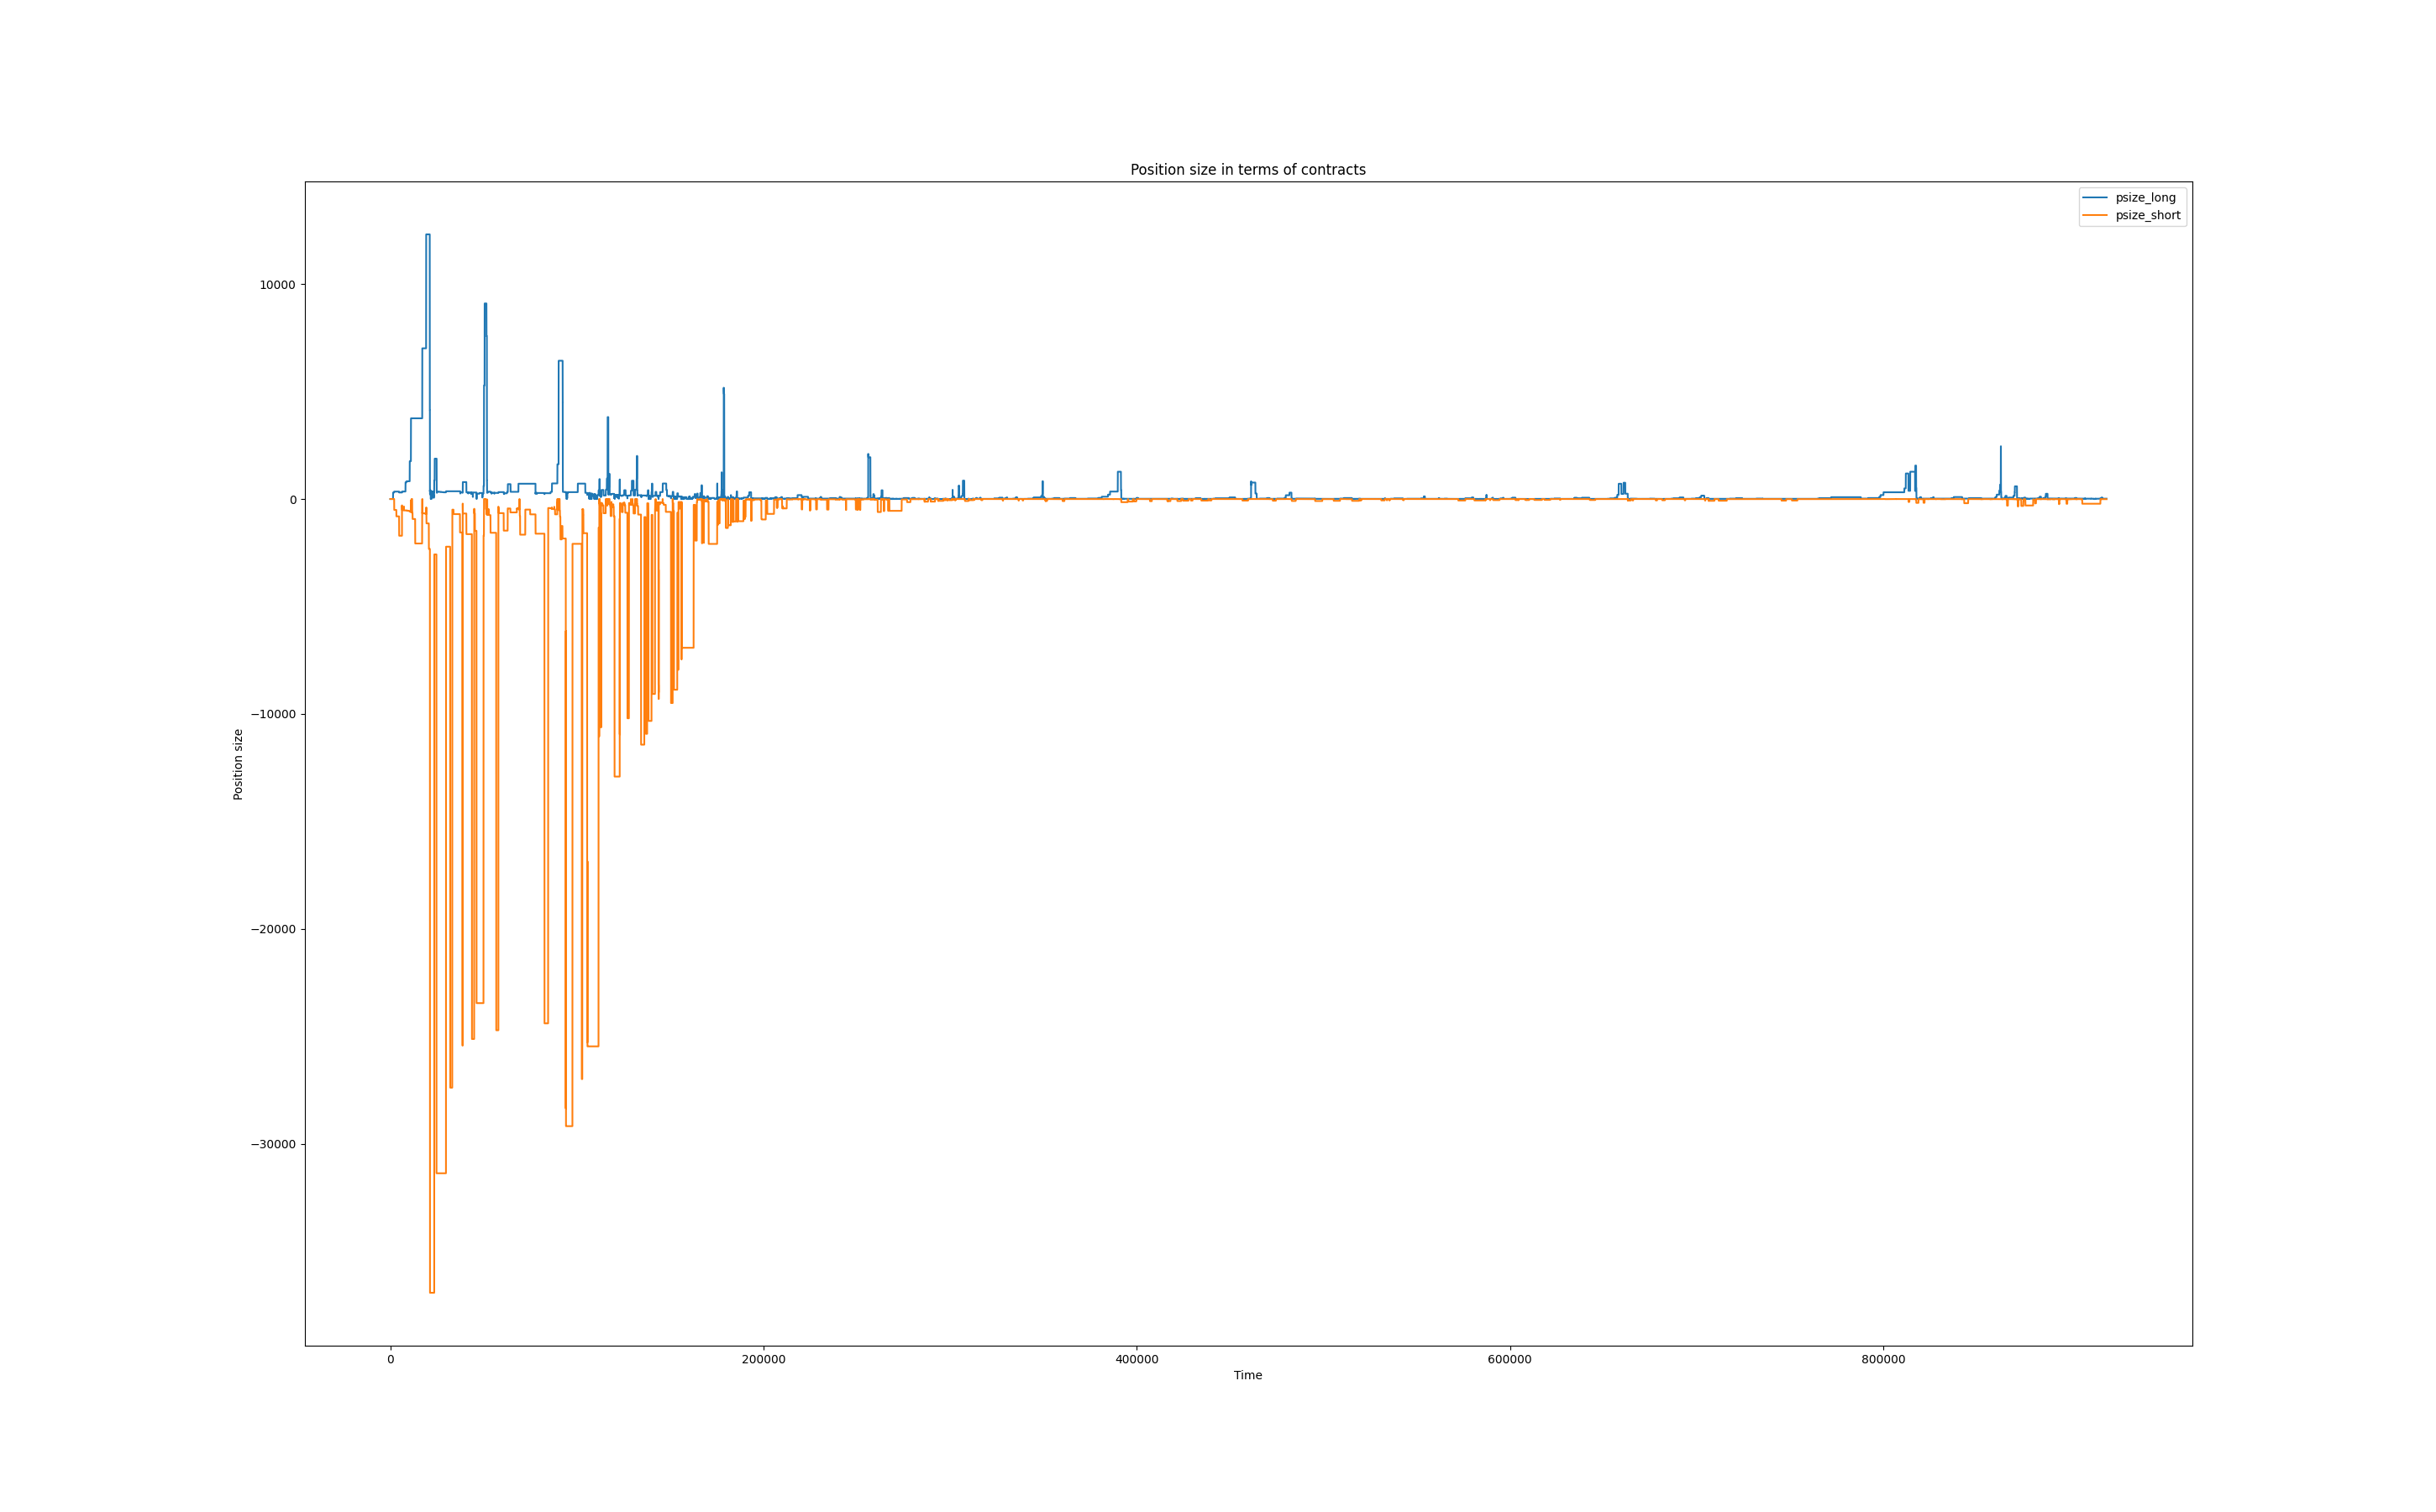 Position size in terms of contracts
psize_long
psize_short
10000
0
−10000
−20000
−30000
Position size
0
200000
400000
600000
800000
Time